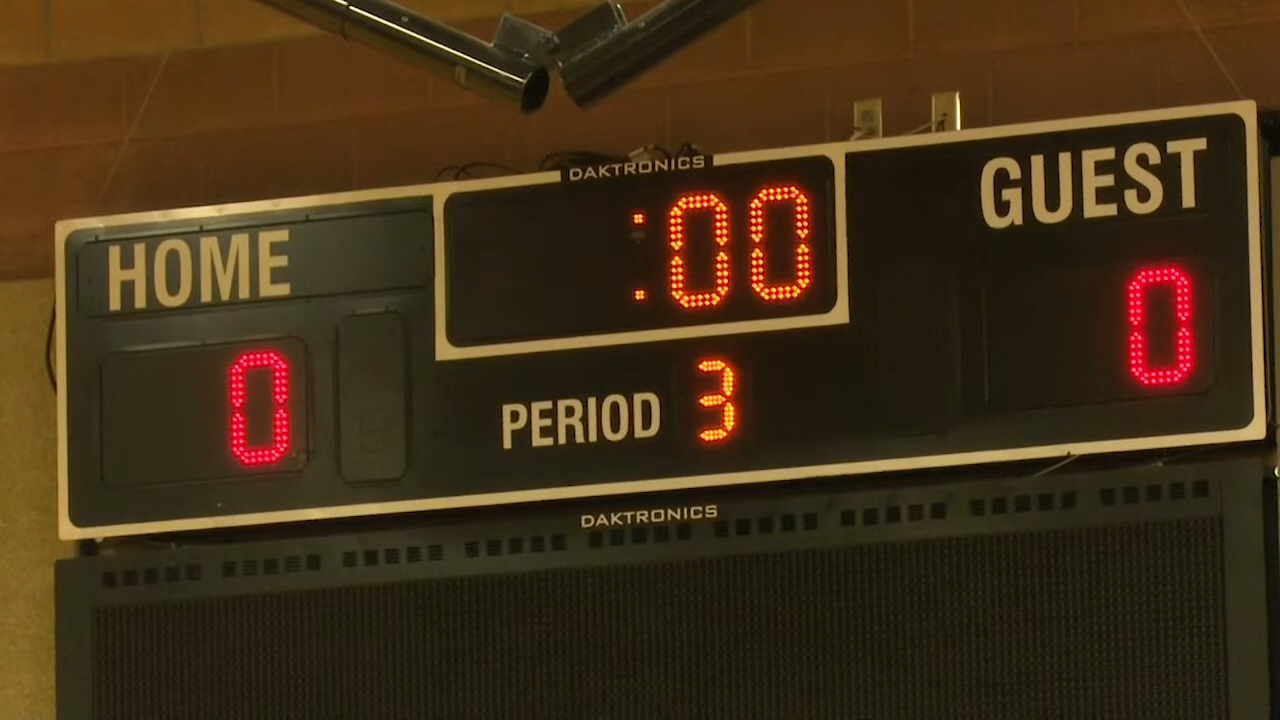 DAKTRONICS
HOME :00 GUEST
0 0
PERIOD 3
DAKTRONICS